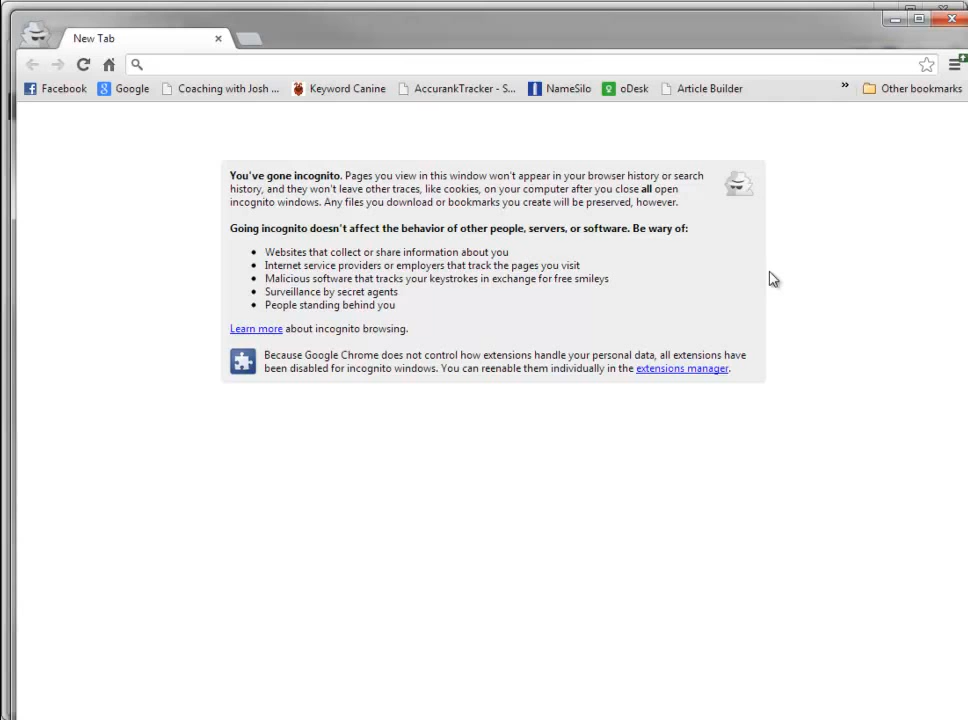 New Tab
Facebook Google Coaching with Josh ... Keyword Canine AccurankTracker - S... NameSilo oDesk Article Builder » Other bookmarks
You've gone incognito. Pages you view in this window won't appear in your browser history or search
history, and they won't leave other traces, like cookies, on your computer after you close all open
incognito windows. Any files you download or bookmarks you create will be preserved, however.
Going incognito doesn't affect the behavior of other people, servers, or software. Be wary of:
• Websites that collect or share information about you
• Internet service providers or employers that track the pages you visit
• Malicious software that tracks your keystrokes in exchange for free smileys
• Surveillance by secret agents
• People standing behind you
Learn more about incognito browsing.
Because Google Chrome does not control how extensions handle your personal data, all extensions have
been disabled for incognito windows. You can reenable them individually in the extensions manager.